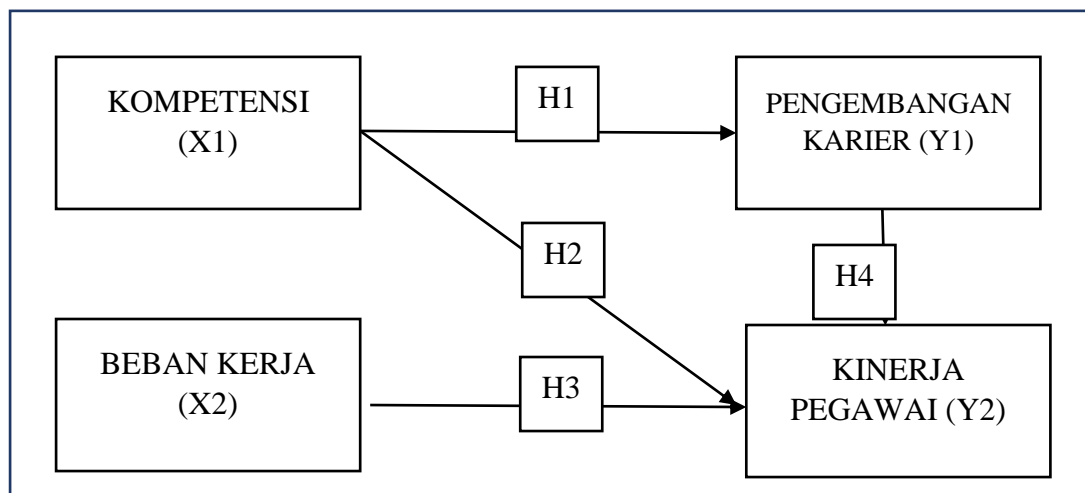 KOMPETENSI
(X1)
H1
PENGEMBANGAN
KARIER (Y1)
H2
H4
BEBAN KERJA
(X2)
H3
KINERJA
PEGAWAI (Y2)